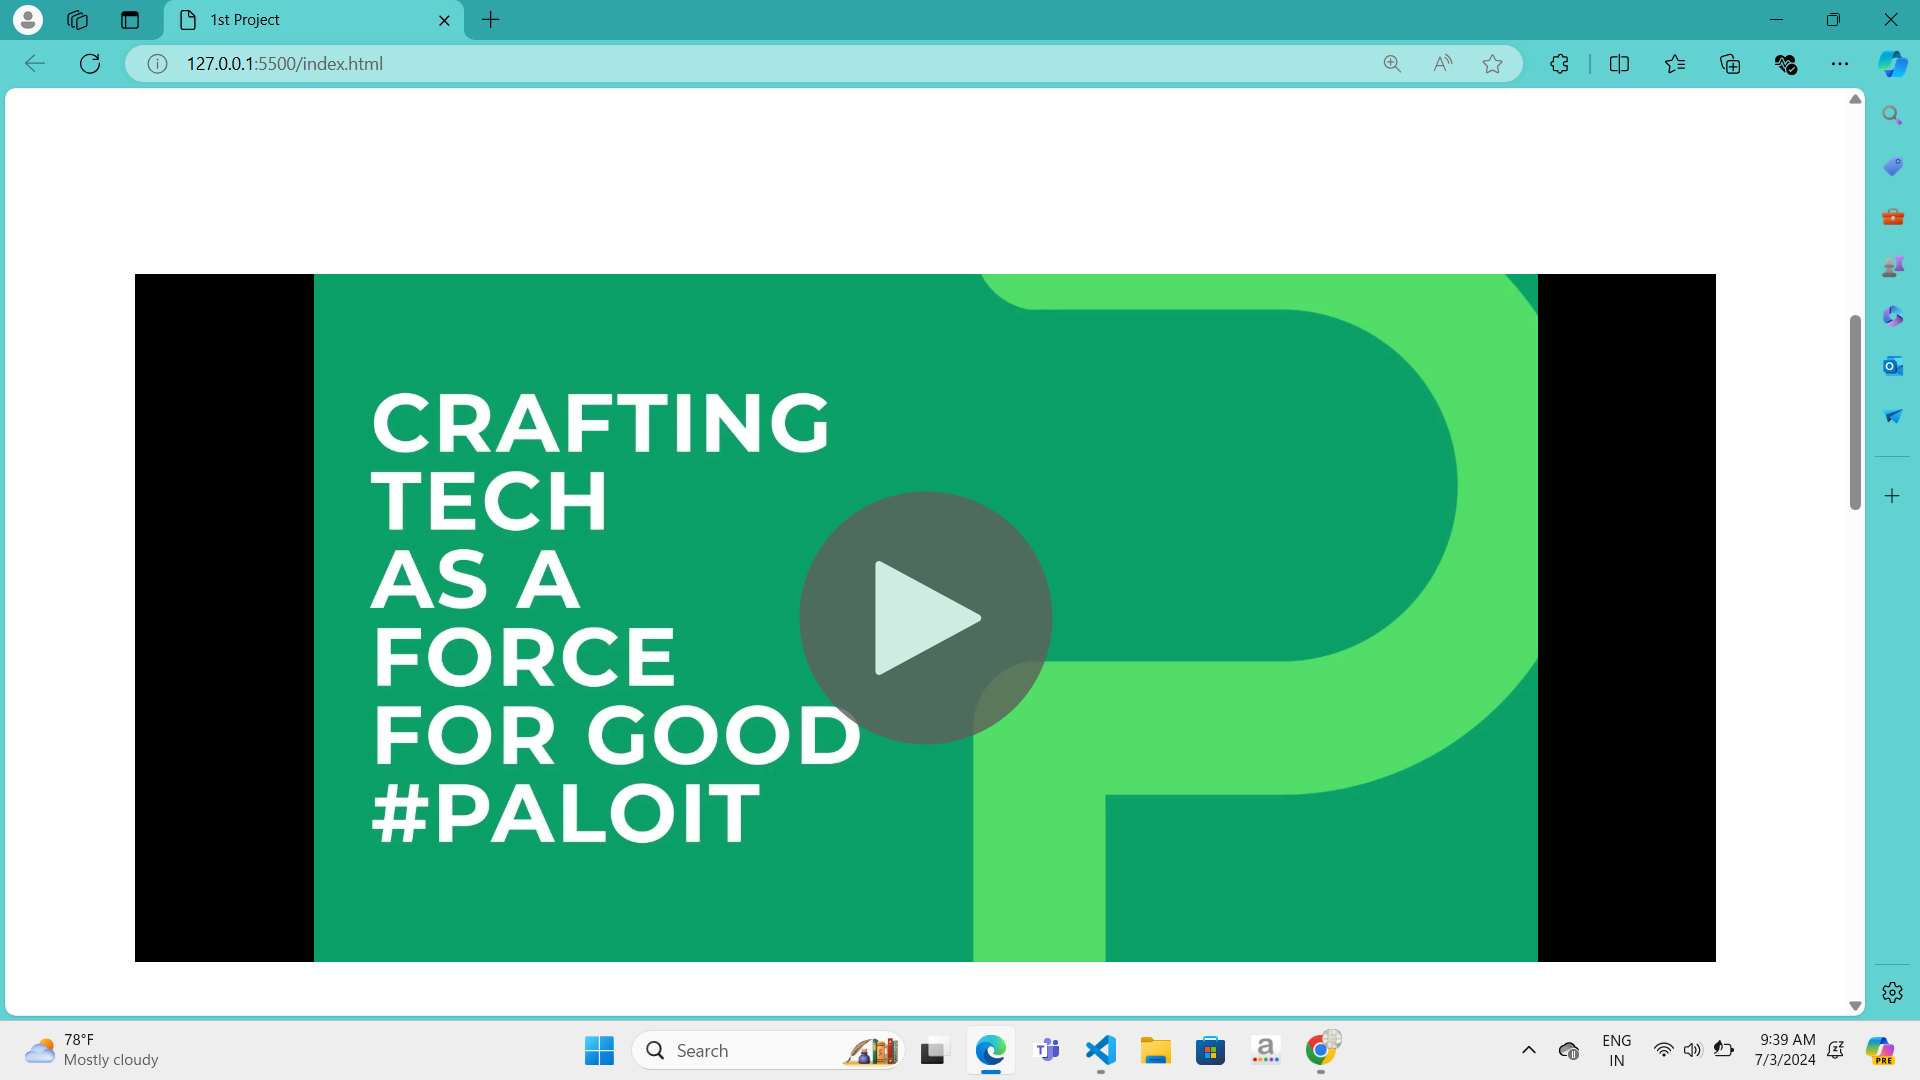 1st Project
127.0.0.1:5500/index.html
CRAFTING
TECH
AS A
FORCE
FOR GOOD
#PALOIT
78°F
Mostly cloudy
Search
a
PRE
ENG
IN
9:39 AM
7/3/2024